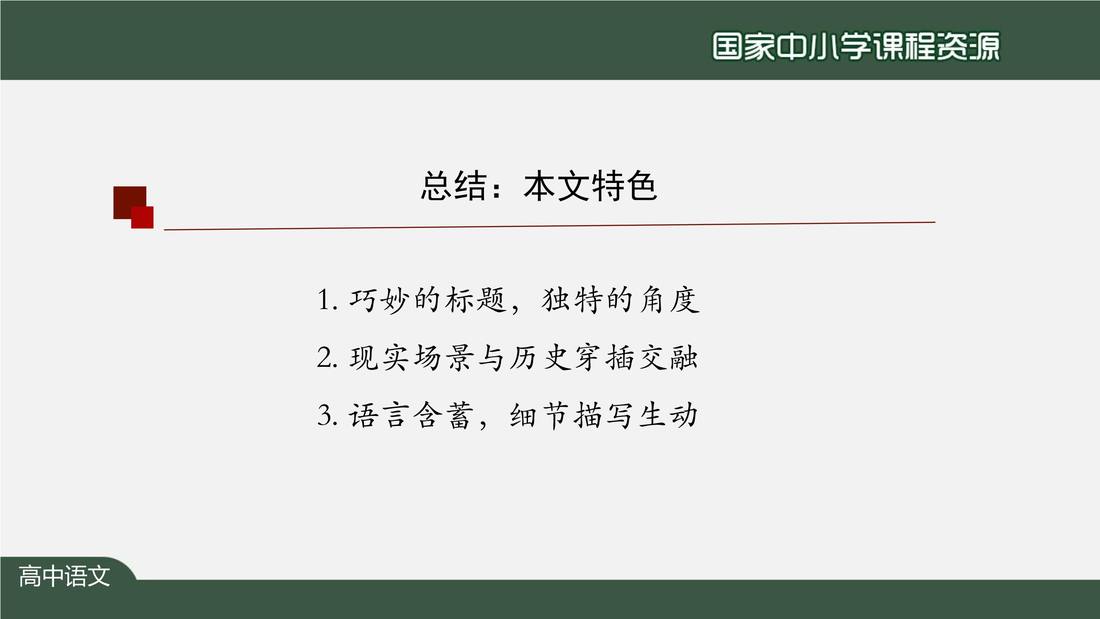 国家中小学课程资源
总结：本文特色
1. 巧妙的标题，独特的角度
2. 现实场景与历史穿插交融
3. 语言含蓄，细节描写生动
高中语文